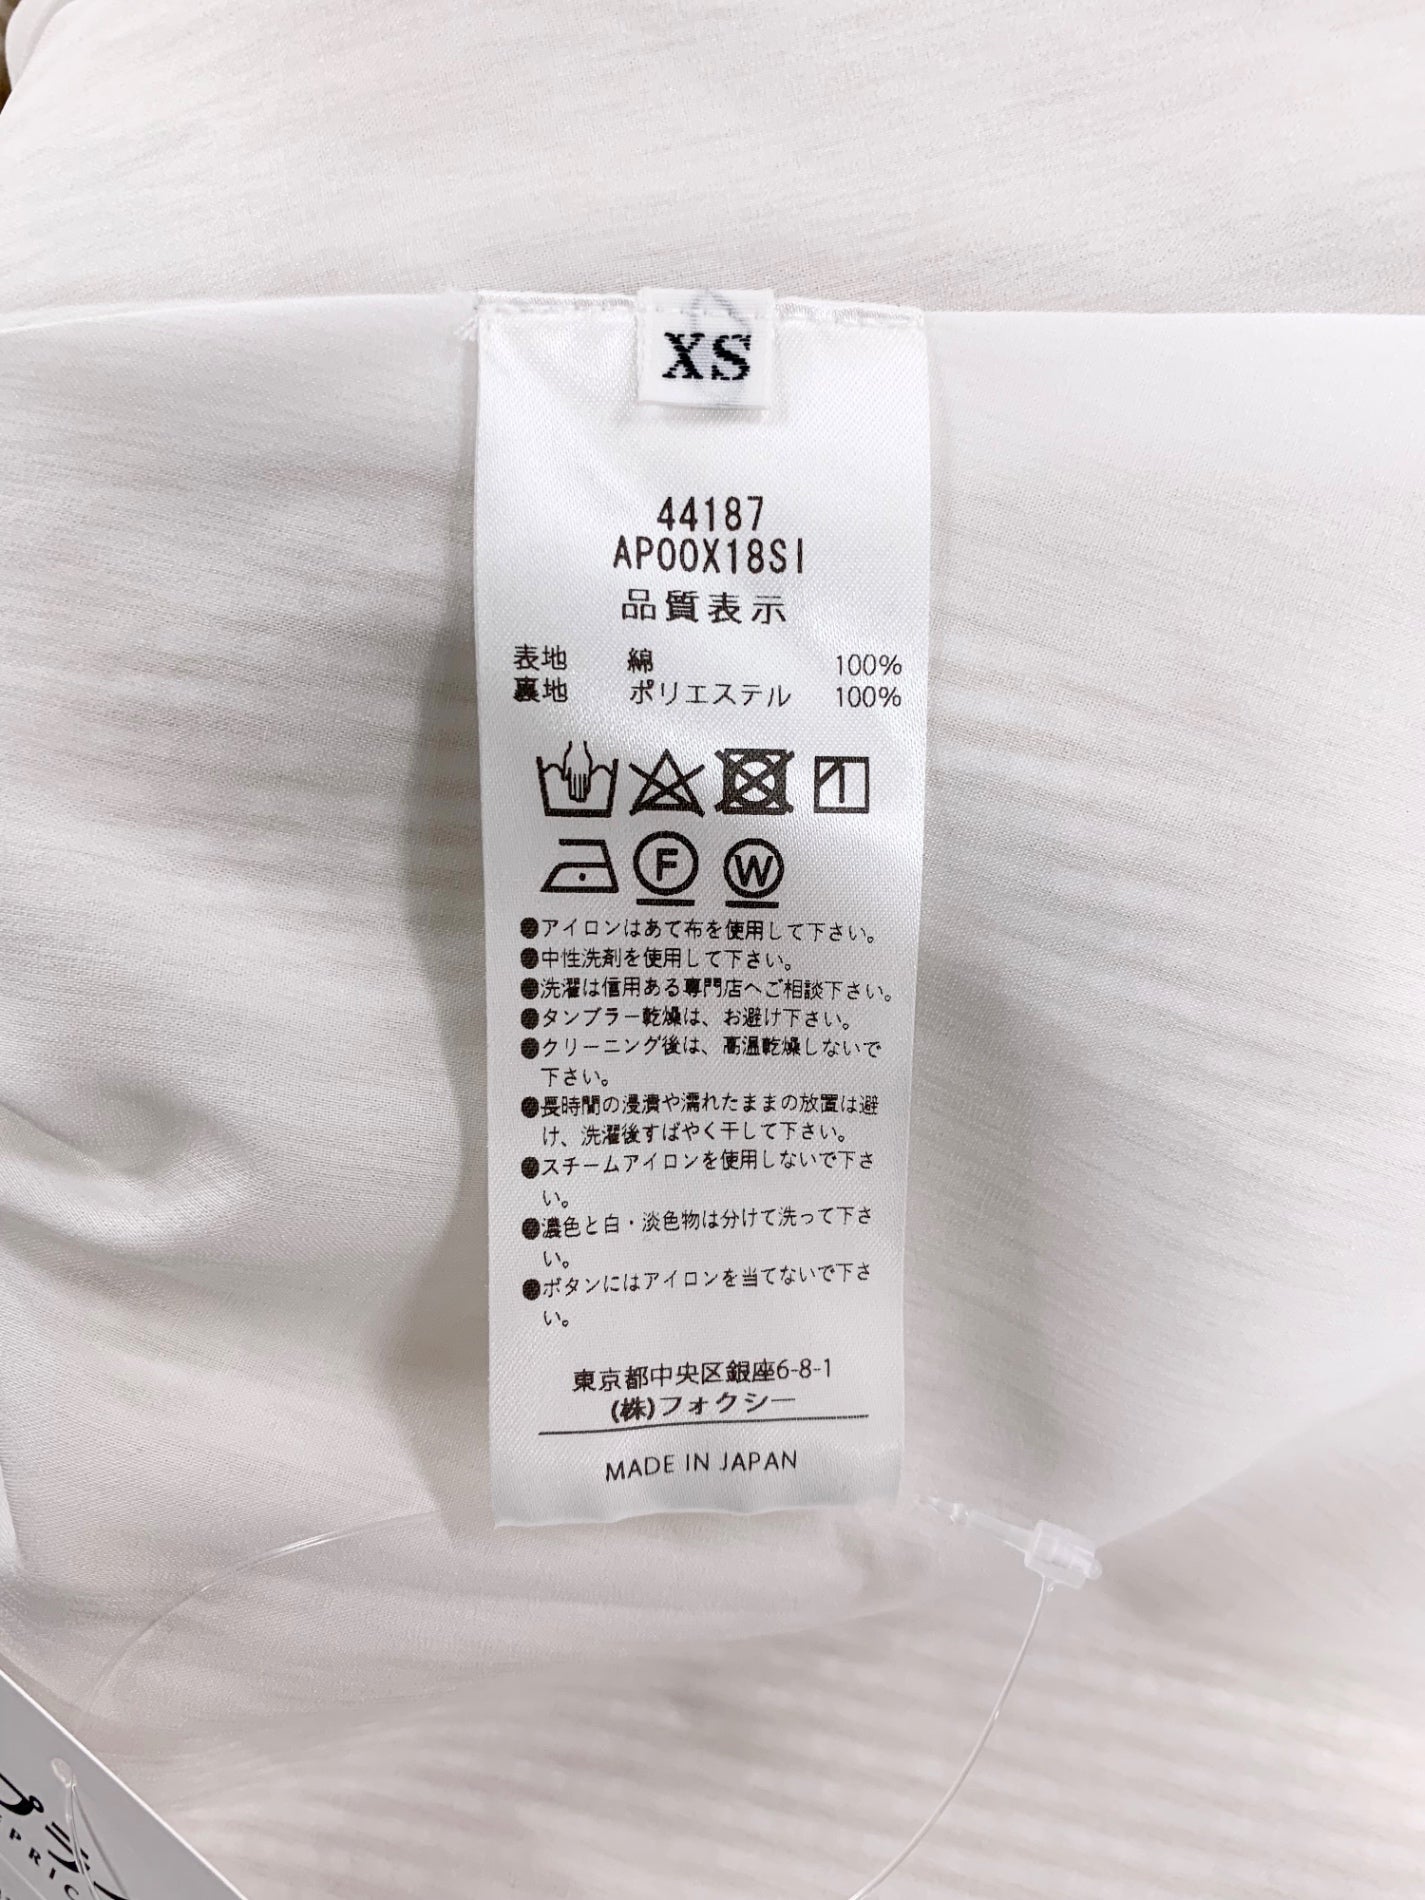 XS
44187
AP00X18SI
品質表示
表地 綿 100%
裏地 ポリエステル 100%
F W
●アイロンはあて布を使用して下さい。
●中性洗剤を使用して下さい。
●洗濯は信用ある専門店へご相談下さい。
●タンブラー乾燥は、お避け下さい。
●クリーニング後は、高温乾燥しないで
下さい。
●長時間の浸漬や濡れたままの放置は避
け、洗濯後すばやく干して下さい。
●スチームアイロンを使用しないで下さ
い。
●濃色と白・淡色物は分けて洗って下さ
い。
●ボタンにはアイロンを当てないで下さ
い。
東京都中央区銀座6-8-1
(株)フォクシー
MADE IN JAPAN